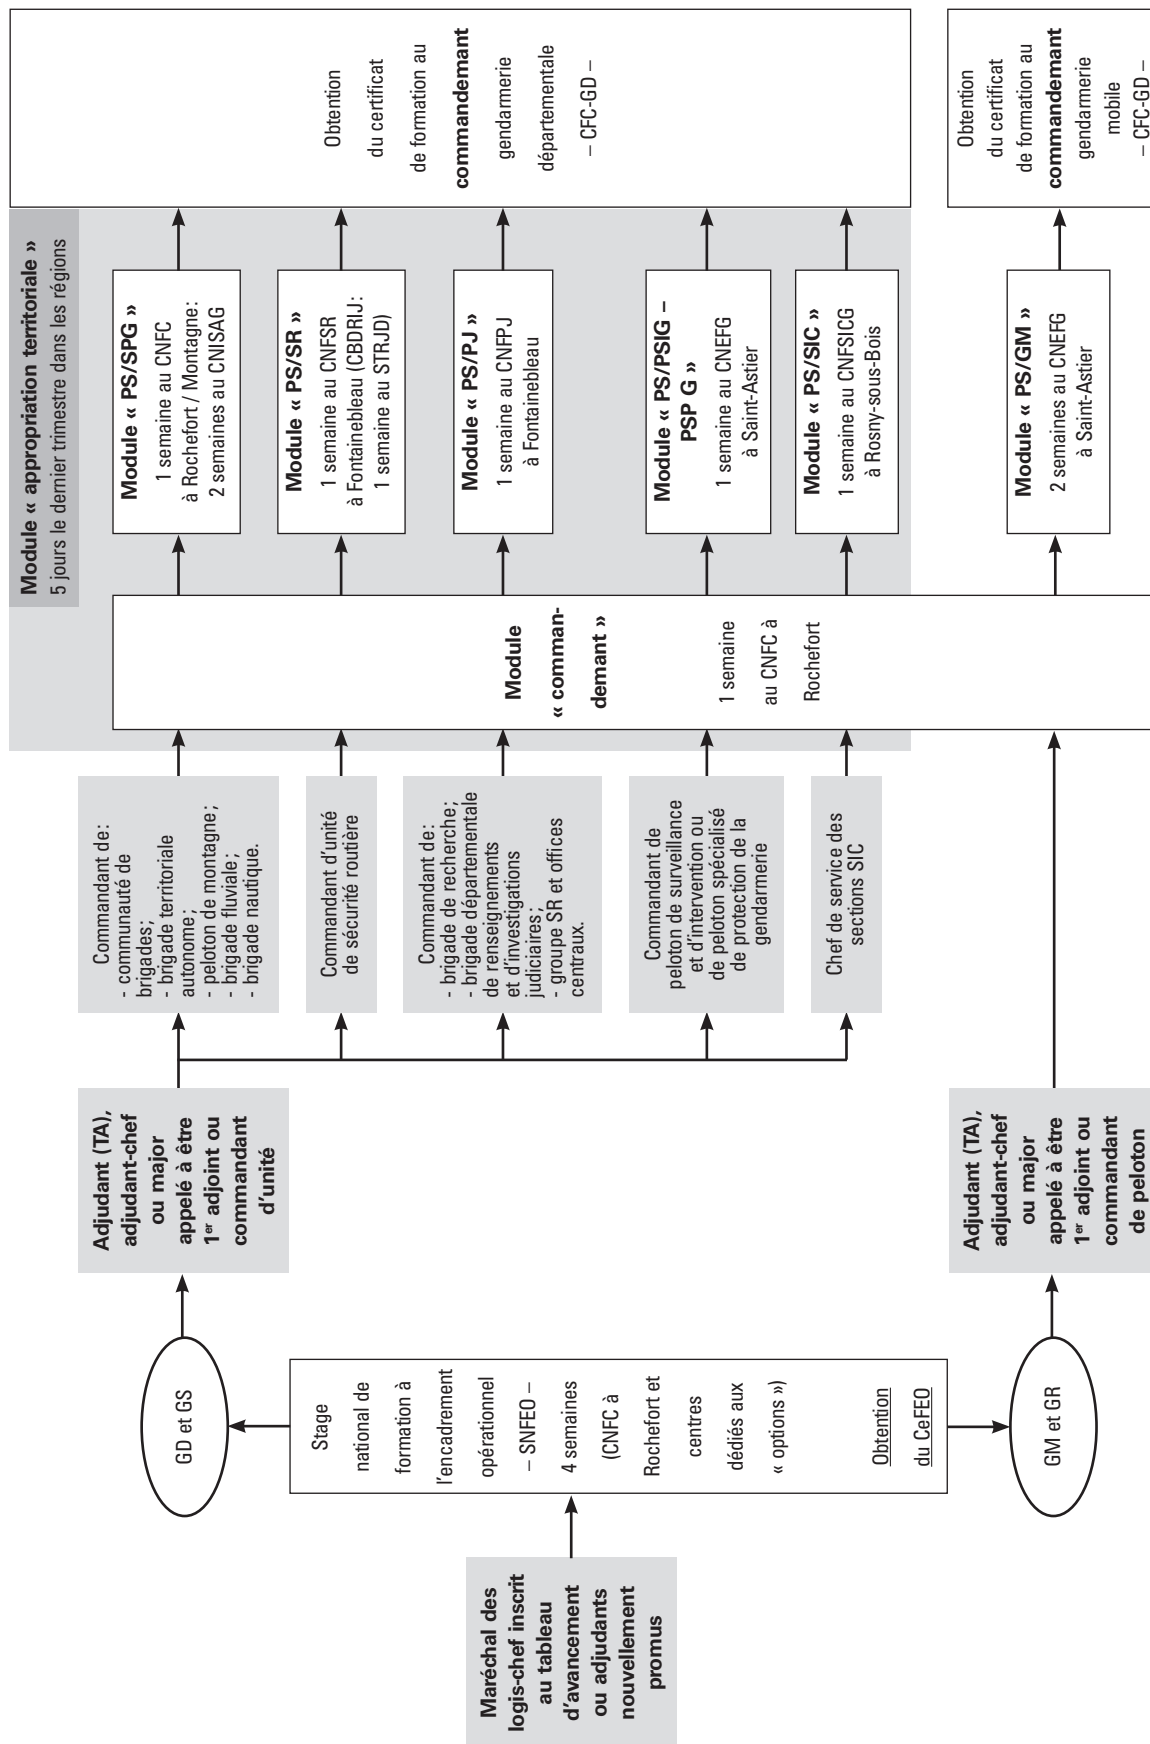 Maréchal des
logis-chef inscrit
au tableau
d'avancement
ou adjudants
nouvellement
promus
Stage
national de
formation à
l'encadrement
opérationnel
– SNFEO –
4 semaines
(CNFC à
Rochefort et
centres
dédiés aux
« options »)
Obtention
du CeFEO
GD et GS
GM et GR
Adjudant (TA),
adjudant-chef
ou major
appelé à être
1er adjoint ou
commandant
d'unité
Adjudant (TA),
adjudant-chef
ou major
appelé à être
1er adjoint ou
commandant
de peloton
Commandant de:
- communauté de
brigades;
- brigade territoriale
autonome;
- peloton de montagne;
- brigade fluviale;
- brigade nautique.
Commandant d'unité
de sécurité routière
Commandant de:
- brigade de recherche;
- brigade départementale
de renseignements
et d'investigations
judiciaires;
- groupe SR et offices
centraux.
Commandant de
peloton de surveillance
et d'intervention ou
de peloton spécialisé
de protection de la
gendarmerie
Chef de service des
sections SIC
Module
« comman-
demant »
1 semaine
au CNFC à
Rochefort
Module « appropriation territoriale »
5 jours le dernier trimestre dans les régions
Module « PS/SPG »
1 semaine au CNFC
à Rochefort / Montagne:
2 semaines au CNISAG
Module « PS/SR »
1 semaine au CNFSR
à Fontainebleau (CBDRIJ:
1 semaine au STRJD)
Module « PS/PJ »
1 semaine au CNFPJ
à Fontainebleau
Module « PS/PSIG –
PSP G »
1 semaine au CNEFG
à Saint-Astier
Module « PS/SIC »
1 semaine au CNFSICG
à Rosny-sous-Bois
Module « PS/GM »
2 semaines au CNEFG
à Saint-Astier
Obtention
du certificat
de formation au
commandemant
gendarmerie
départementale
– CFC-GD –
Obtention
du certificat
de formation au
commandemant
gendarmerie
mobile
– CFC-GD –